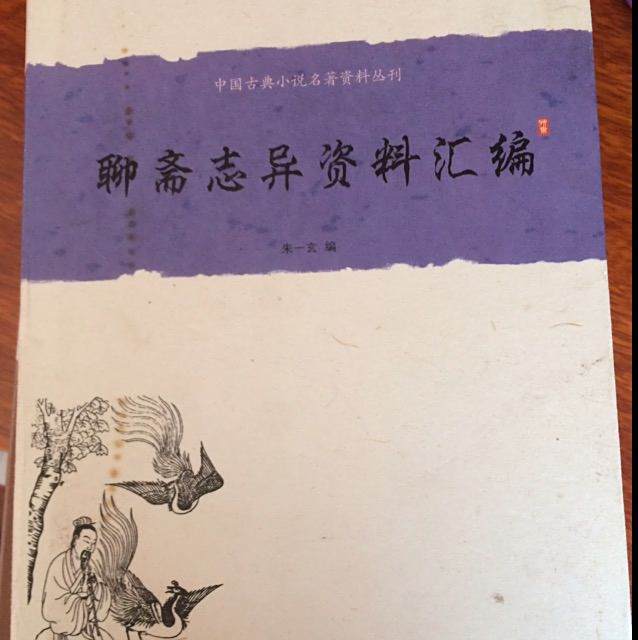 中国古典小说名著资料丛刊
聊斋志异资料汇编
朱一玄 编